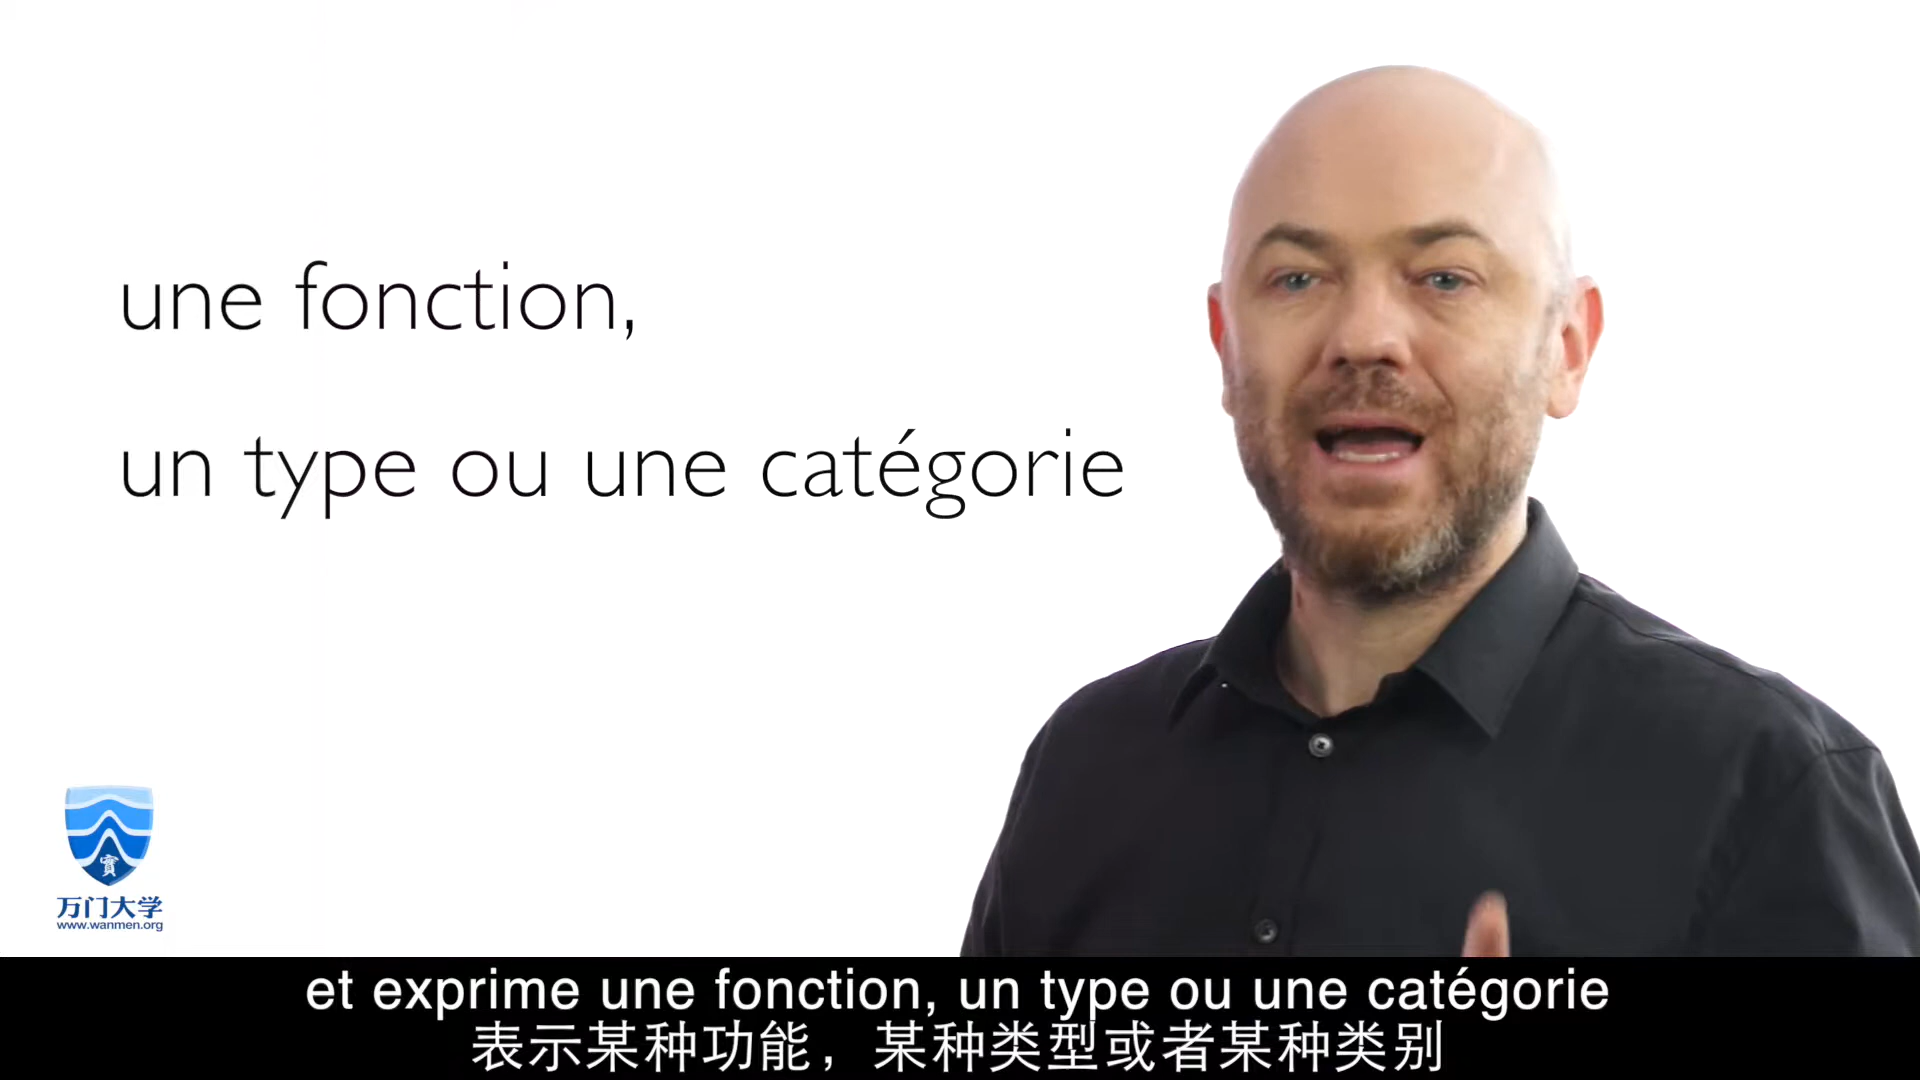 une fonction,
un type ou une catégorie
實
万门大学
www.wanmen.org
et exprime une fonction, un type ou une catégorie
表示某种功能，某种类型或者某种类别